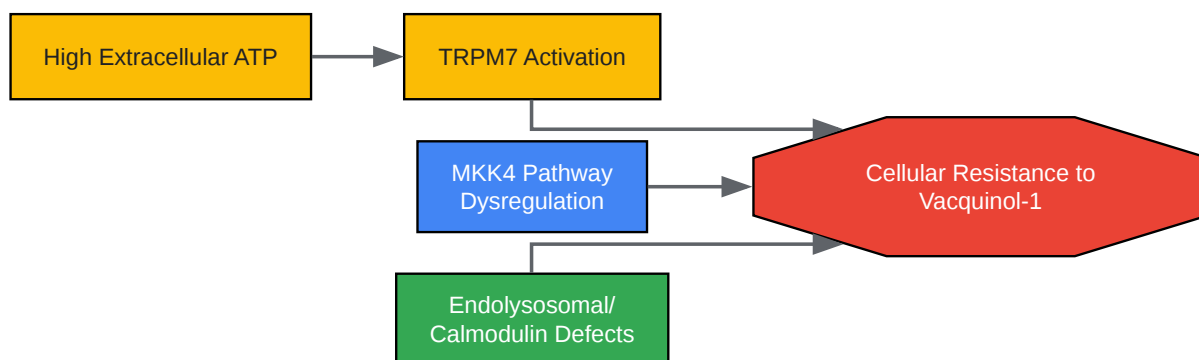 High Extracellular ATP
TRPM7 Activation
MKK4 Pathway
Dysregulation
Cellular Resistance to
Vacquinol-1
Endolysosomal/
Calmodulin Defects